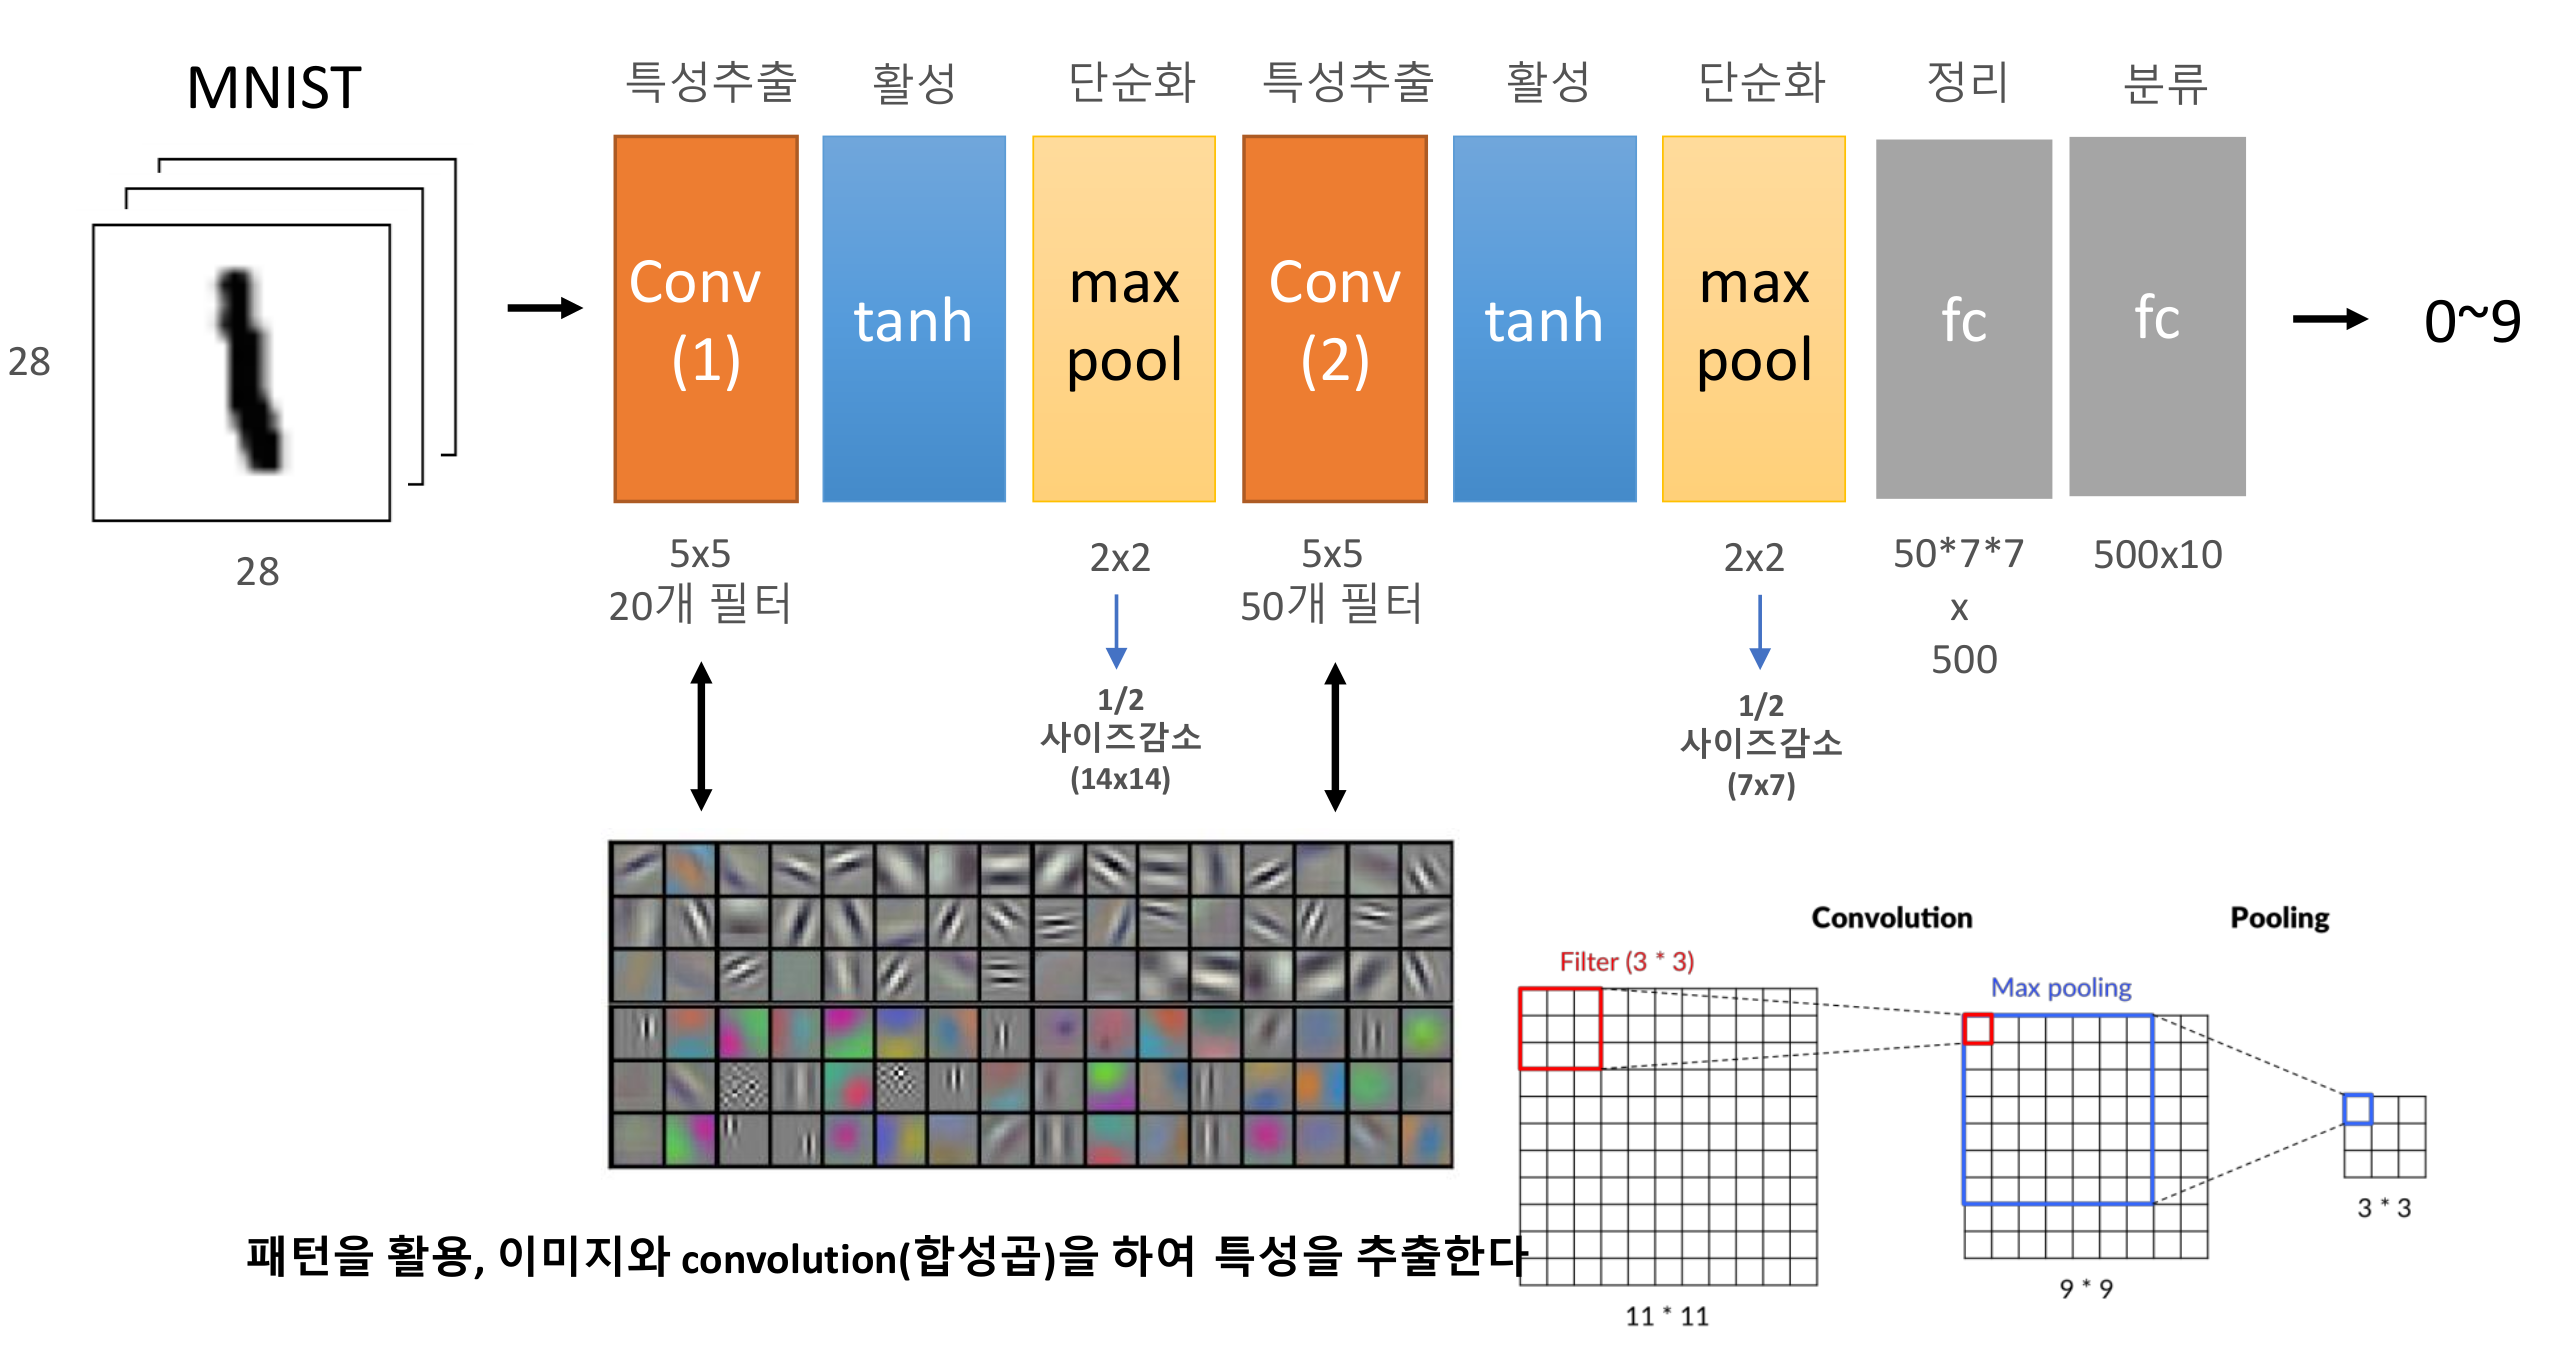 MNIST
28
28
특성추출
활성
단순화
특성추출
활성
단순화
정리
분류
Conv
(1)
tanh
max
pool
Conv
(2)
tanh
max
pool
fc
fc
0~9
5x5
20개 필터
2x2
1/2
사이즈감소
(14x14)
5x5
50개 필터
2x2
1/2
사이즈감소
(7x7)
50*7*7
x
500
500x10
패턴을 활용, 이미지와 convolution(합성곱)을 하여 특성을 추출한다
Convolution
Pooling
Filter (3 * 3)
Max pooling
11 * 11
9 * 9
3 * 3